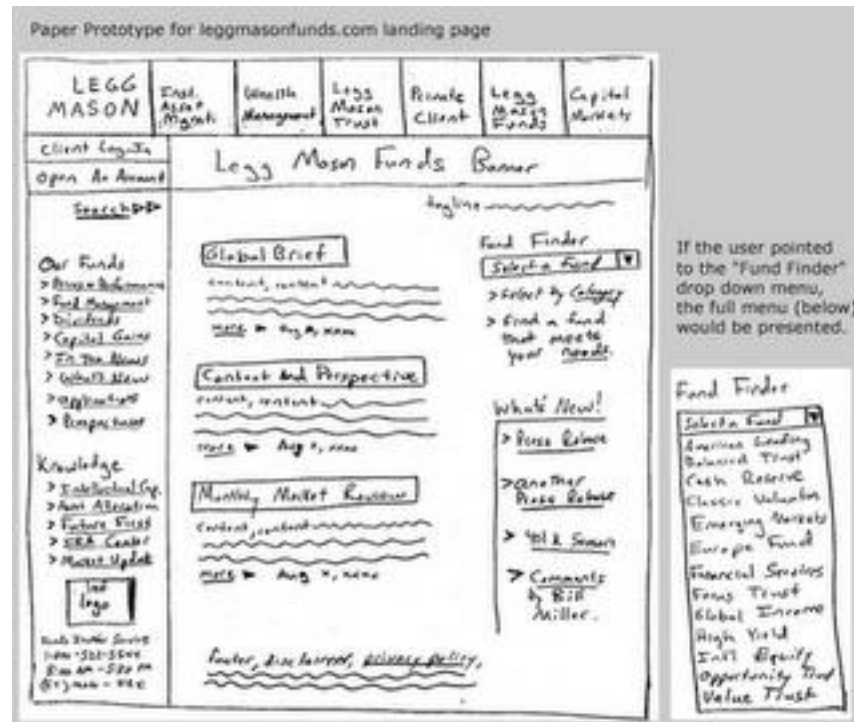 Paper Prototype for leggmasonfunds.com landing page
LEGG
MASON
Inst.
Asset
Mgmt.
Wealth
Management
Legg
Mason
Trust
Private
Client
Legg
Mason
Funds
Capital
Markets
Client Log-In
Open An Account
Legg Mason Funds Banner
Search
tagline
Our Funds
> Fund Management
> Dividends
> Capital Gains
> In The News
> What's New
> Applications
> Prospectuses
Knowledge
> Intellectual Cap.
> Asset Allocation
> Future First
> IRA Center
> Market Update
logo
Global Brief
content, content
more
Content and Perspective
content, content
more Aug x, xxxx
Monthly Market Review
content, content
more Aug x, xxxx
footer, disclaimer, privacy policy,
Fund Finder
Select a Fund
> Select by Category
> Find a fund
that meets
your needs.
What's New!
> Press Release
> another
Press Release
> 401k Seminar
> Comments
by Bill
Miller.
If the user pointed
to the "Fund Finder"
drop down menu,
the full menu (below)
would be presented.
Fund Finder
Select a Fund
American Leading
Balanced Trust
Cash Reserve
Classic Valuation
Emerging Markets
Europe Fund
Financial Services
Focus Trust
Global Income
High Yield
Int'l Equity
Opportunity Trust
Value Trust